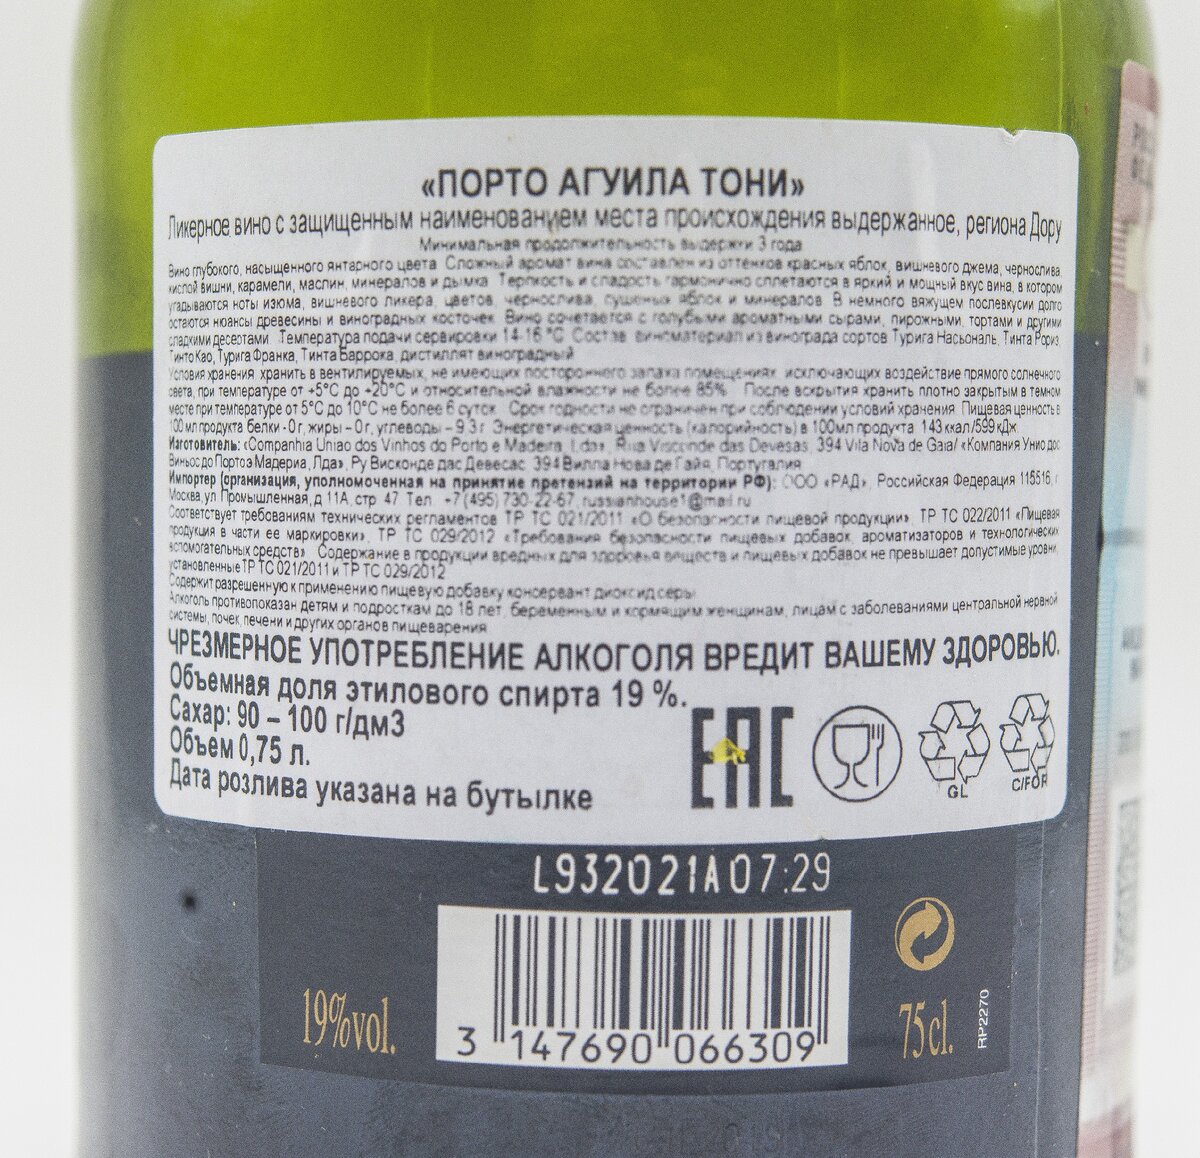 «ПОРТО АГУИЛА ТОНИ»
Ликерное вино с защищенным наименованием места происхождения выдержанное, региона Дору
Минимальная продолжительность выдержки 3 года
Вино глубокого, насыщенного янтарного цвета. Сложный аромат вина составлен из оттенков красных яблок, вишневого джема, чернослива,
кислой вишни, карамели, маслин, минералов и дымка. Терпкость и сладость гармонично сплетаются в яркий и мощный вкус вина, в котором
угадываются ноты изюма, вишневого ликера, цветов, чернослива, сушеных яблок и минералов. В немного вяжущем послевкусии долго
остаются нюансы древесины и виноградных косточек. Вино сочетается с голубыми ароматными сырами, пирожными, тортами и другими
сладкими десертами. Температура подачи сервировки 14-16 °С. Состав: виноматериал из винограда сортов Турига Насьональ, Тинта Рориз,
Тинто Као, Турига Франка, Тинта Баррока, дистиллят виноградный
Условия хранения: хранить в вентилируемых, не имеющих постороннего запаха помещениях, исключающих воздействие прямого солнечного
света, при температуре от +5°С до +20°С и относительной влажности не более 85%. После вскрытия хранить плотно закрытым в темном
месте при температуре от 5°С до 10°С не более 6 суток. Срок годности не ограничен при соблюдении условий хранения. Пищевая ценность в
100 мл продукта белки - 0 г, жиры – 0 г, углеводы – 9.3 г. Энергетическая ценность (калорийность) в 100мл продукта: 143 ккал/599 кДж.
Изготовитель: «Companhia Uniao dos Vinhos do Porto e Madeira, Lda», Rua Visconde das Devesas, 394 Vila Nova de Gaia/ «Компания Унио дос
Виньос до Порто э Мадериа, Лда», Ру Висконде дас Девесас, 394 Вилла Нова де Гайя, Португалия
Импортер (организация, уполномоченная на принятие претензий на территории РФ): ООО «РАД», Российская Федерация 115516, г
Москва, ул. Промышленная, д 11А, стр. 47 Тел. +7 (495) 730-22-67, russianhouse1@mail.ru
Соответствует требованиям технических регламентов ТР ТС 021/2011 «О безопасности пищевой продукции», ТР ТС 022/2011 «Пищевая
продукция в части ее маркировки», ТР ТС 029/2012 «Требования безопасности пищевых добавок, ароматизаторов и технологических
вспомогательных средств». Содержание в продукции вредных для здоровья веществ и пищевых добавок не превышает допустимые уровни,
установленные ТР ТС 021/2011 и ТР ТС 029/2012
Содержит разрешенную к применению пищевую добавку консервант диоксид серы
Алкоголь противопоказан детям и подросткам до 18 лет, беременным и кормящим женщинам, лицам с заболеваниями центральной нервной
системы, почек, печени и других органов пищеварения
ЧРЕЗМЕРНОЕ УПОТРЕБЛЕНИЕ АЛКОГОЛЯ ВРЕДИТ ВАШЕМУ ЗДОРОВЬЮ.
Объемная доля этилового спирта 19 %.
Сахар: 90 – 100 г/дм3
Объем 0,75 л.
Дата розлива указана на бутылке
EAC
GL
C/FOR
L932021A07:29
19%vol.
3 147690 066309
75cl.
RP2270